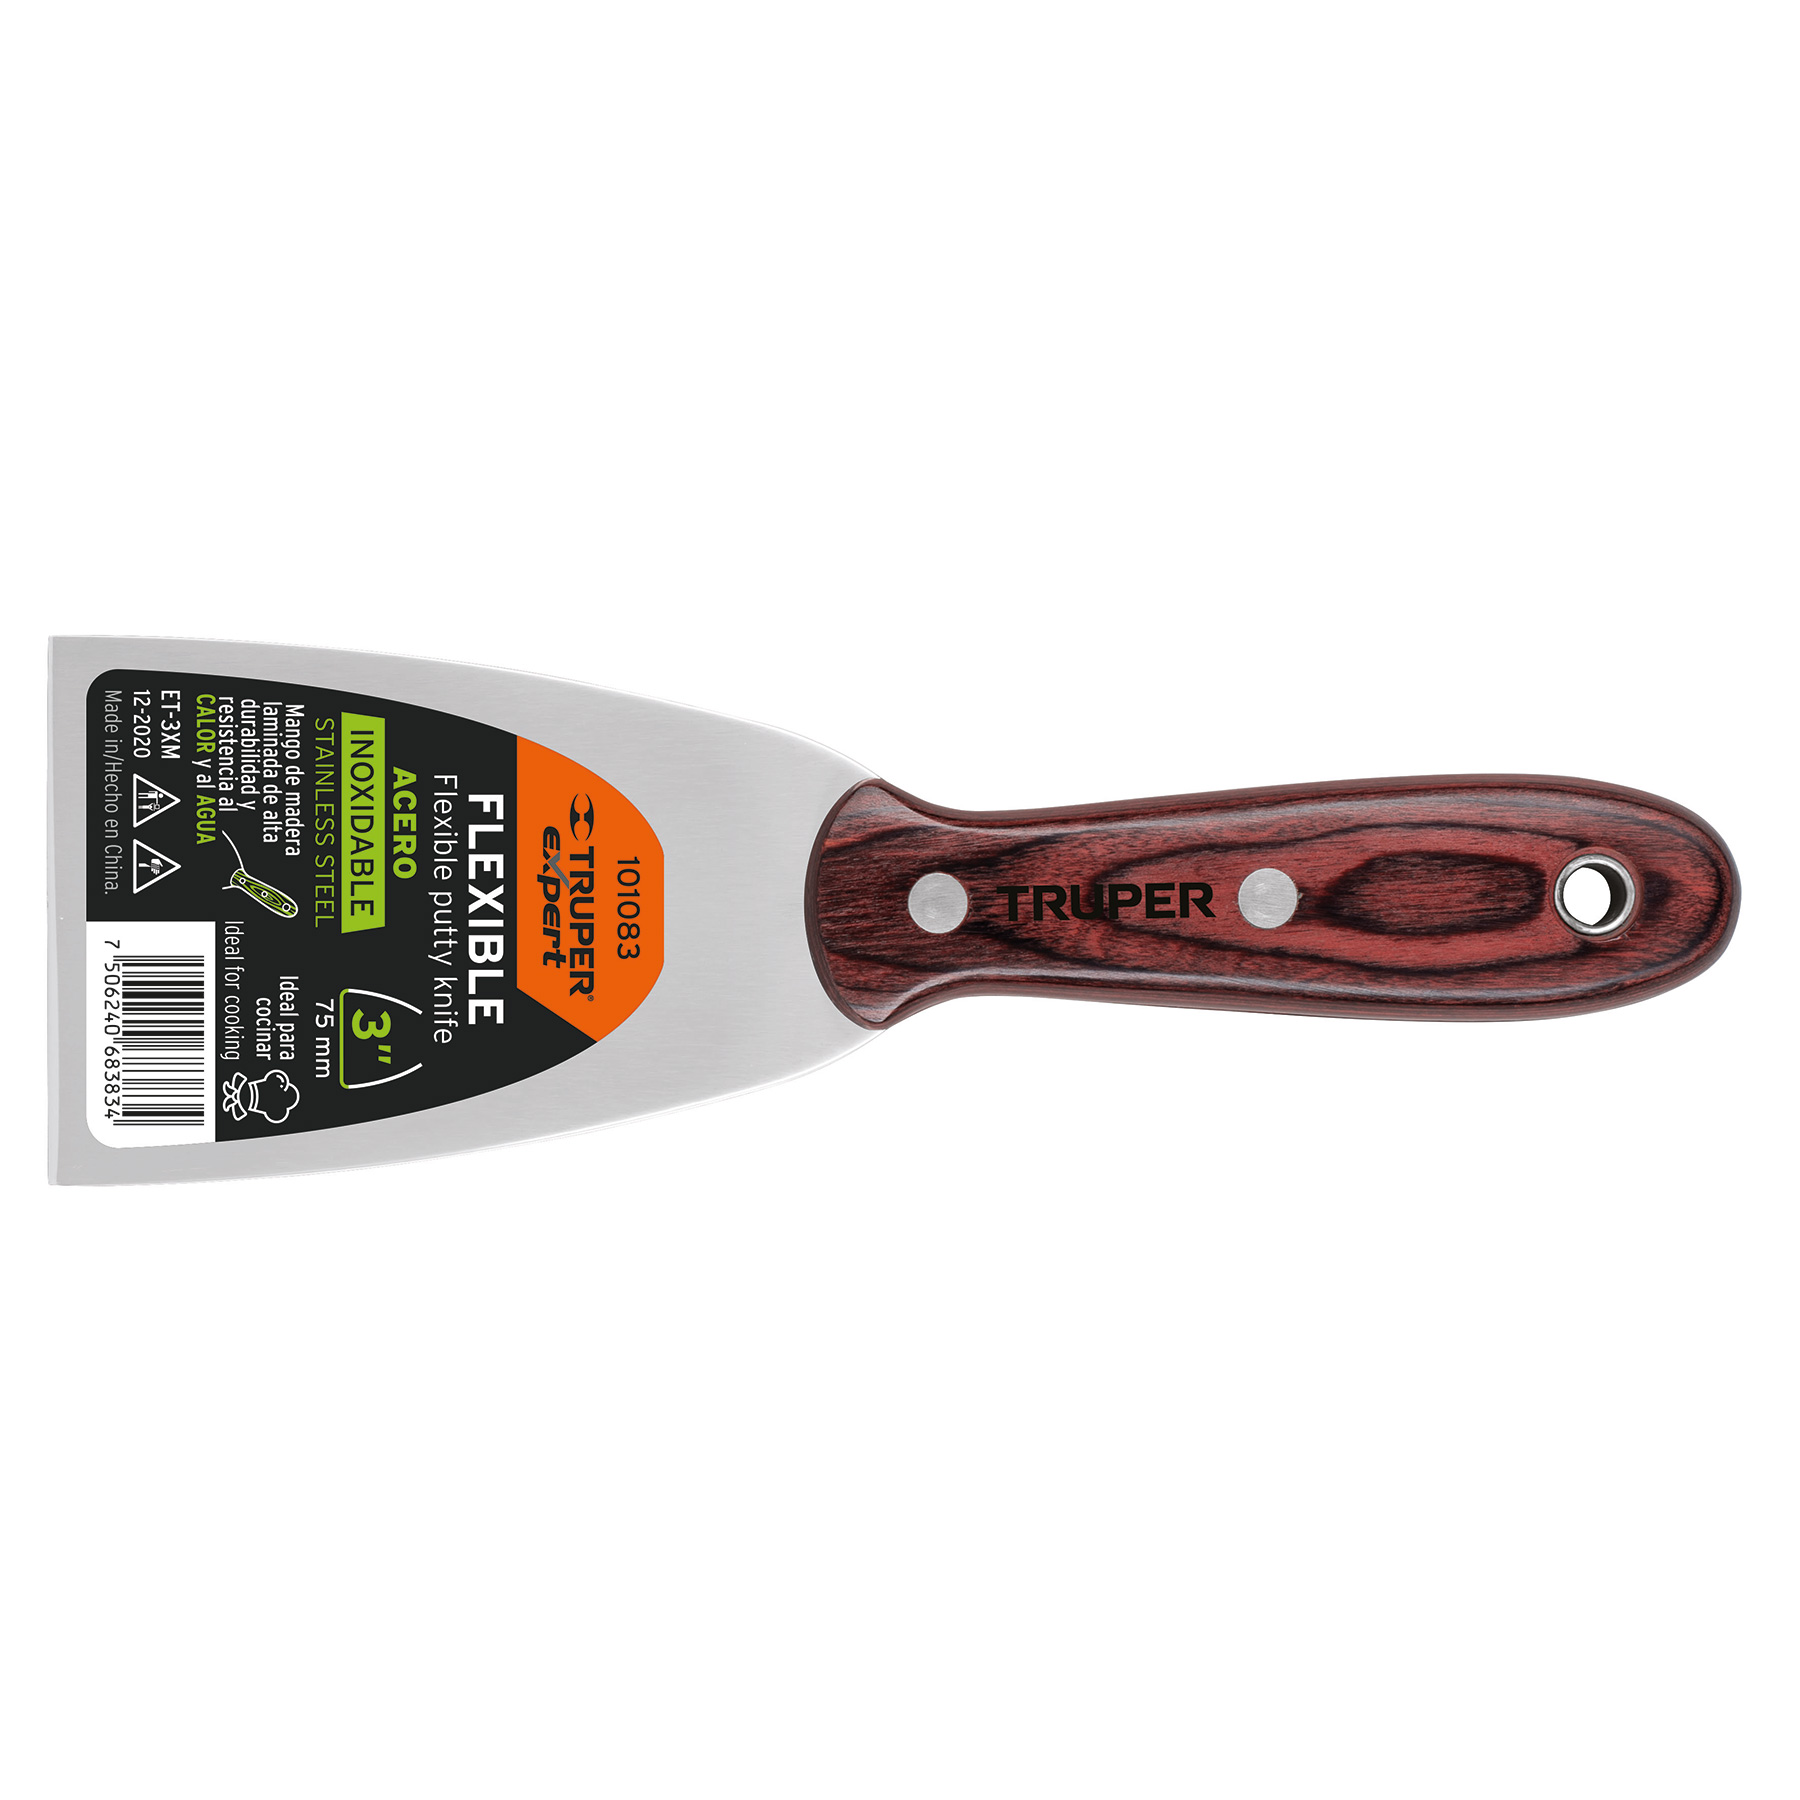 101083
TRUPER®
expert
FLEXIBLE
Flexible putty knife
ACERO
INOXIDABLE
STAINLESS STEEL
3"
75 mm
Mango de madera
laminada de alta
durabilidad y
resistencia al
CALOR y al AGUA
Ideal para
cocinar
Ideal for cooking
ET-3XM
12-2020
Made in/Hecho en China.
7 506240 683834
TRUPER